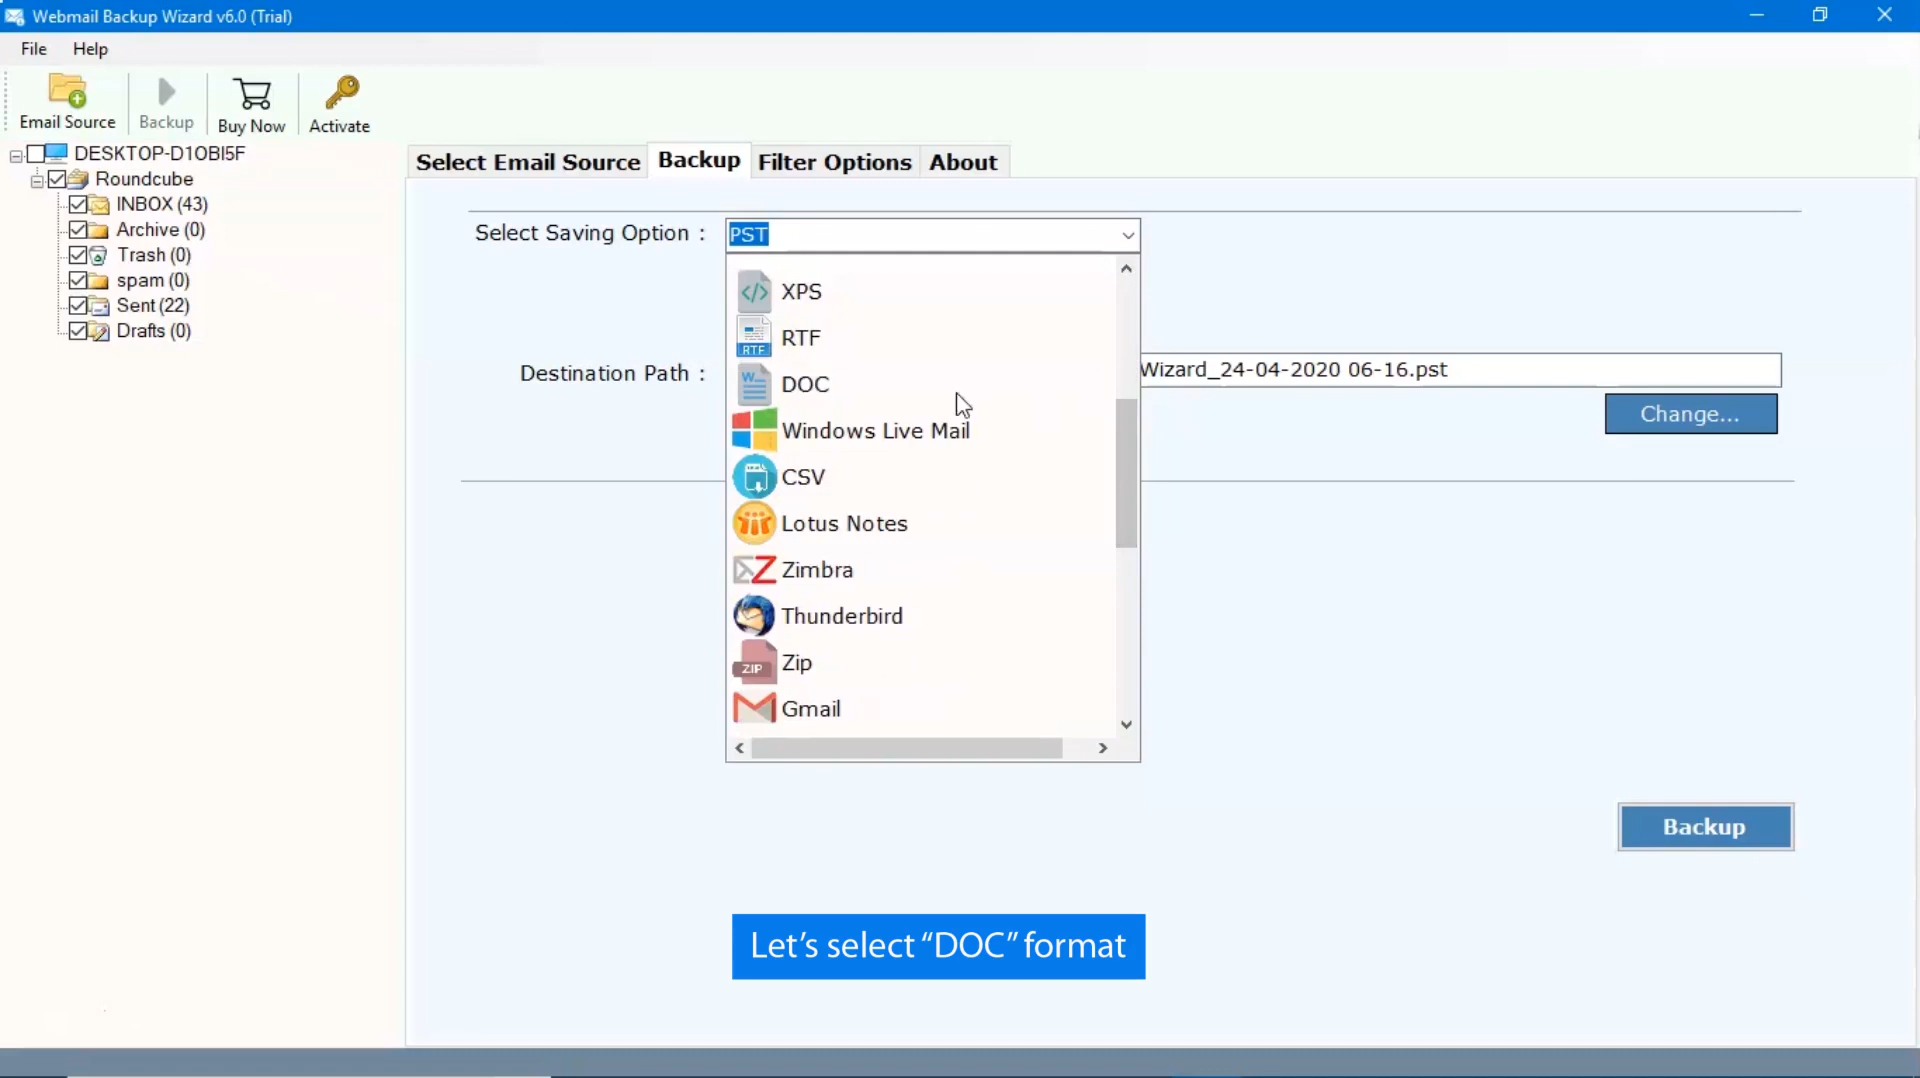 Webmail Backup Wizard v6.0 (Trial)
File Help
Email Source
Backup
Buy Now
Activate
DESKTOP-D1OBI5F
Roundcube
INBOX (43)
Archive (0)
Trash (0)
spam (0)
Sent (22)
Drafts (0)
Select Email Source Backup Filter Options About
Select Saving Option : PST
XPS
RTF
RTF
DOC
W
Windows Live Mail
CSV
Lotus Notes
Zimbra
Thunderbird
ZIP
Zip
Gmail
Destination Path : Wizard_24-04-2020 06-16.pst
Change...
Backup
Let's select “DOC” format